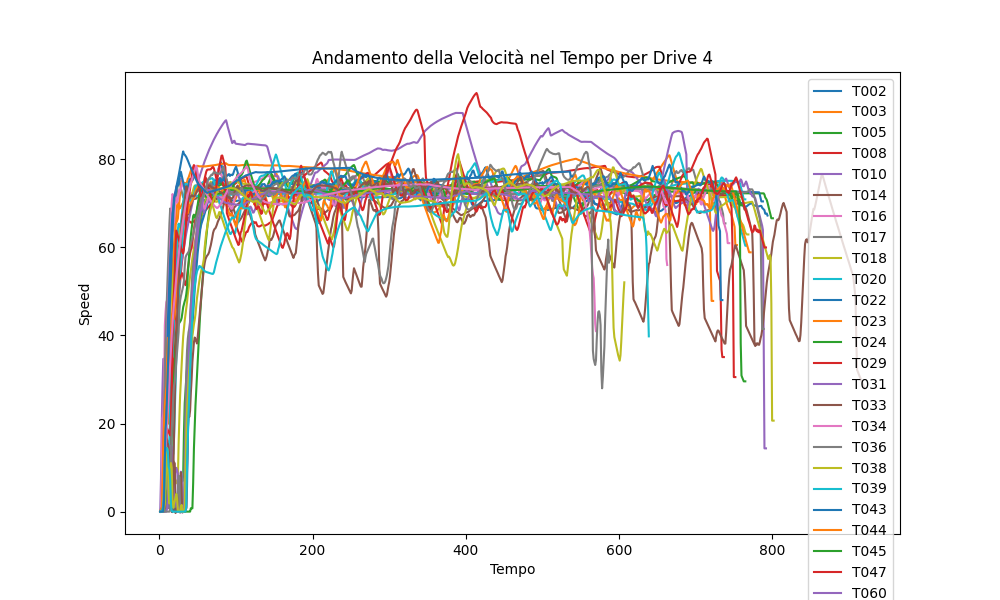 Andamento della Velocità nel Tempo per Drive 4
Speed
80
60
40
20
0
0 200 400 600 800
Tempo
T002
T003
T005
T008
T010
T014
T016
T017
T018
T020
T022
T023
T024
T029
T031
T033
T034
T036
T038
T039
T043
T044
T045
T047
T060